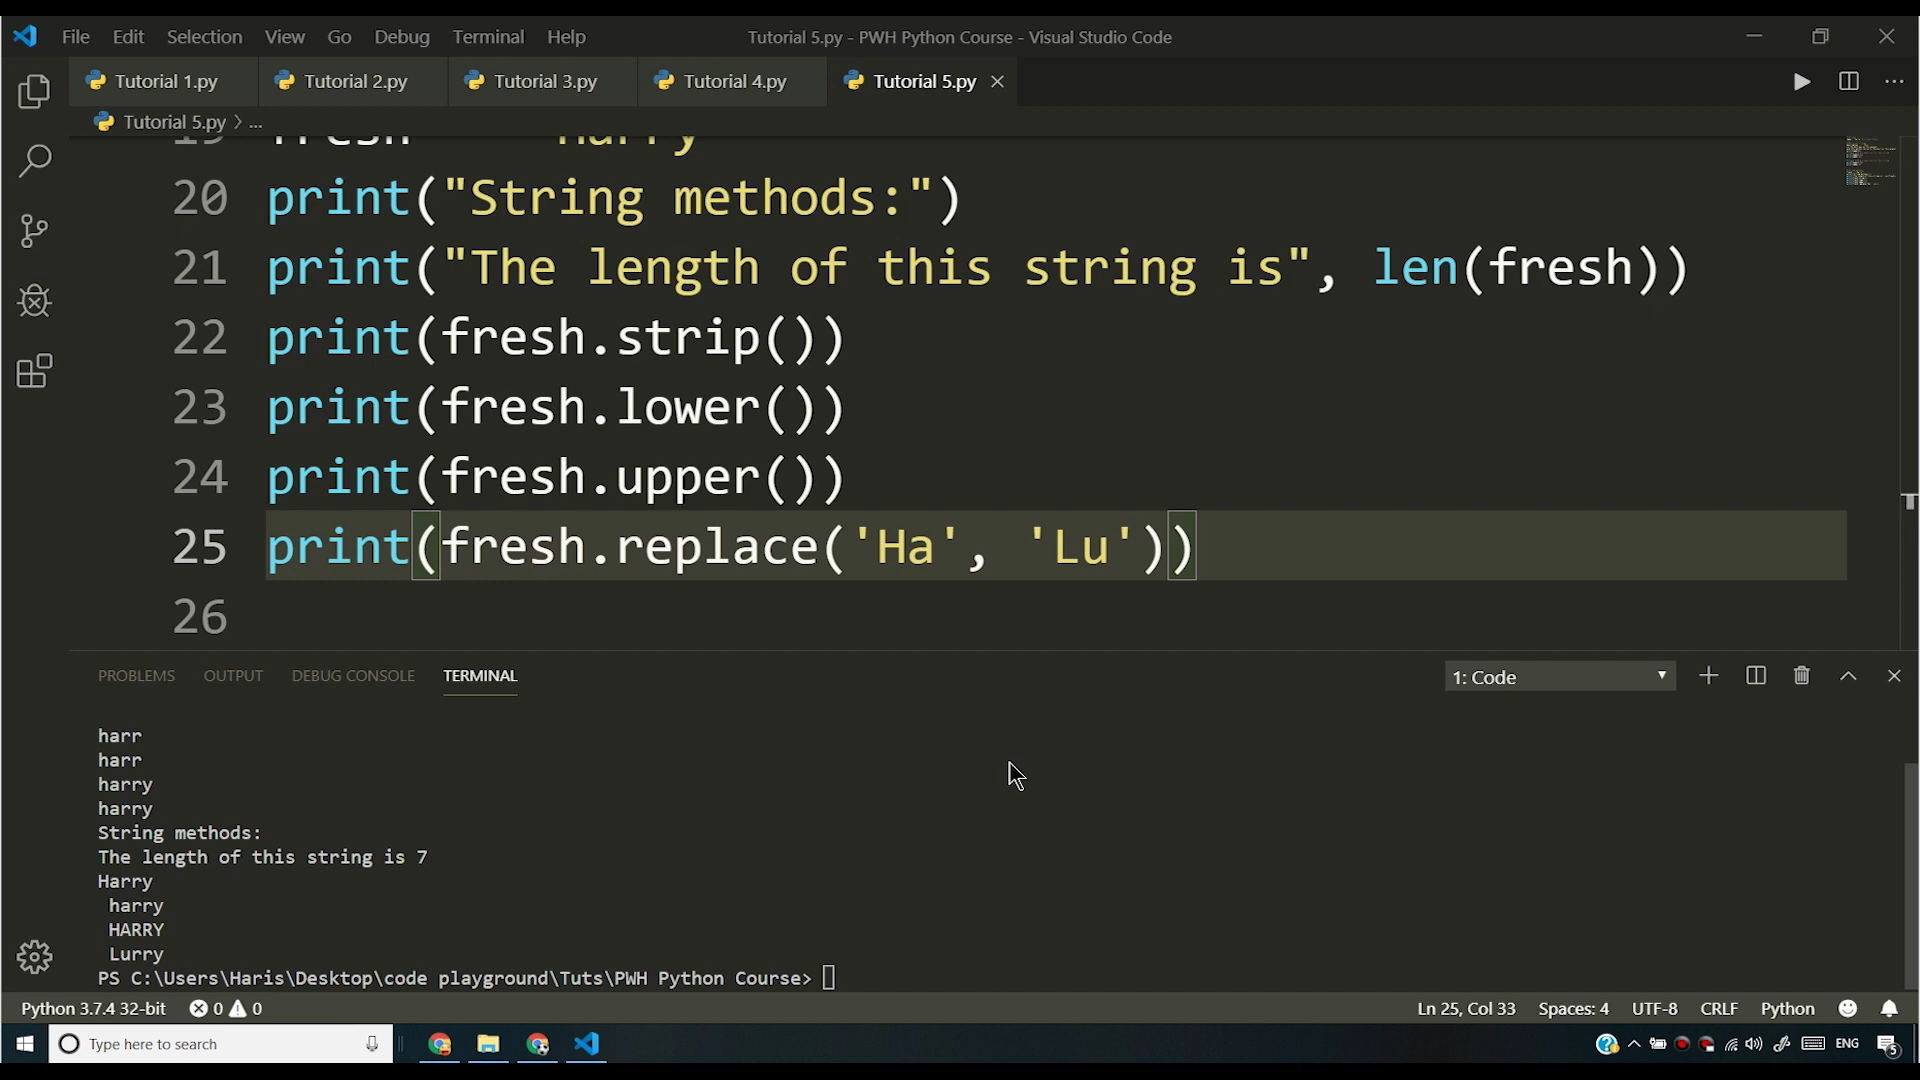 File Edit Selection View Go Debug Terminal Help Tutorial 5.py - PWH Python Course - Visual Studio Code
Tutorial 1.py Tutorial 2.py Tutorial 3.py Tutorial 4.py Tutorial 5.py
Tutorial 5.py > ...
20 print("String methods:")
21 print("The length of this string is", len(fresh))
22 print(fresh.strip())
23 print(fresh.lower())
24 print(fresh.upper())
25 print(fresh.replace('Ha', 'Lu'))
26
PROBLEMS OUTPUT DEBUG CONSOLE TERMINAL 1: Code
harr
harr
harry
harry
String methods:
The length of this string is 7
Harry
harry
HARRY
Lurry
PS C:\Users\Haris\Desktop\code playground\Tuts\PWH Python Course>
Python 3.7.4 32-bit 0 0 Ln 25, Col 33 Spaces: 4 UTF-8 CRLF Python
Type here to search ENG 5